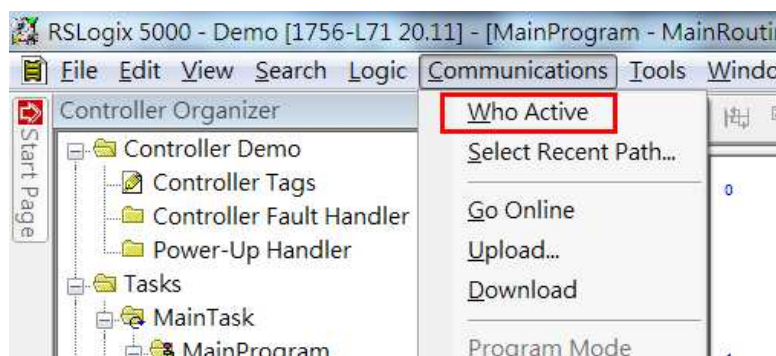 RSLogix 5000 - Demo [1756-L71 20.11] - [MainProgram - MainRouti
File Edit View Search Logic Communications Tools Windo
Controller Organizer
Start Page
Controller Demo
Controller Tags
Controller Fault Handler
Power-Up Handler
Tasks
MainTask
MainProgram
Who Active
Select Recent Path...
Go Online
Upload...
Download
Program Mode
0